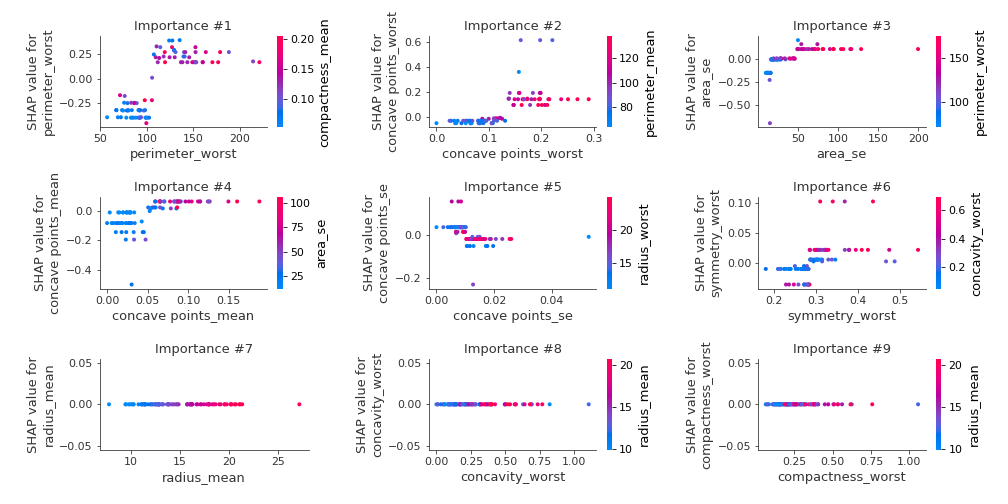 Importance #1
SHAP value for
perimeter_worst
0.25
0.00
−0.25
50
100
150
200
perimeter_worst
0.20
0.15
0.10
compactness_mean
Importance #2
SHAP value for
concave points_worst
0.6
0.4
0.2
0.0
0.0
0.1
0.2
0.3
concave points_worst
120
100
80
perimeter_mean
Importance #3
SHAP value for
area_se
0.00
−0.25
−0.50
50
100
150
200
area_se
150
100
perimeter_mean
Importance #4
SHAP value for
concave points_mean
0.0
−0.2
−0.4
0.00
0.05
0.10
0.15
concave points_mean
100
75
50
25
area_se
Importance #5
SHAP value for
concave points_se
0.0
−0.2
0.00
0.02
0.04
concave points_se
20
15
radius_worst
Importance #6
SHAP value for
symmetry_worst
0.10
0.05
0.00
0.2
0.3
0.4
0.5
symmetry_worst
0.6
0.4
0.2
concavity_worst
Importance #7
SHAP value for
radius_mean
0.05
0.00
−0.05
10
15
20
25
radius_mean
Importance #8
SHAP value for
concavity_worst
0.05
0.00
−0.05
0.00
0.25
0.50
0.75
1.00
concavity_worst
20
15
10
radius_mean
Importance #9
SHAP value for
compactness_worst
0.05
0.00
−0.05
0.25
0.50
0.75
1.00
compactness_worst
20
15
10
radius_mean